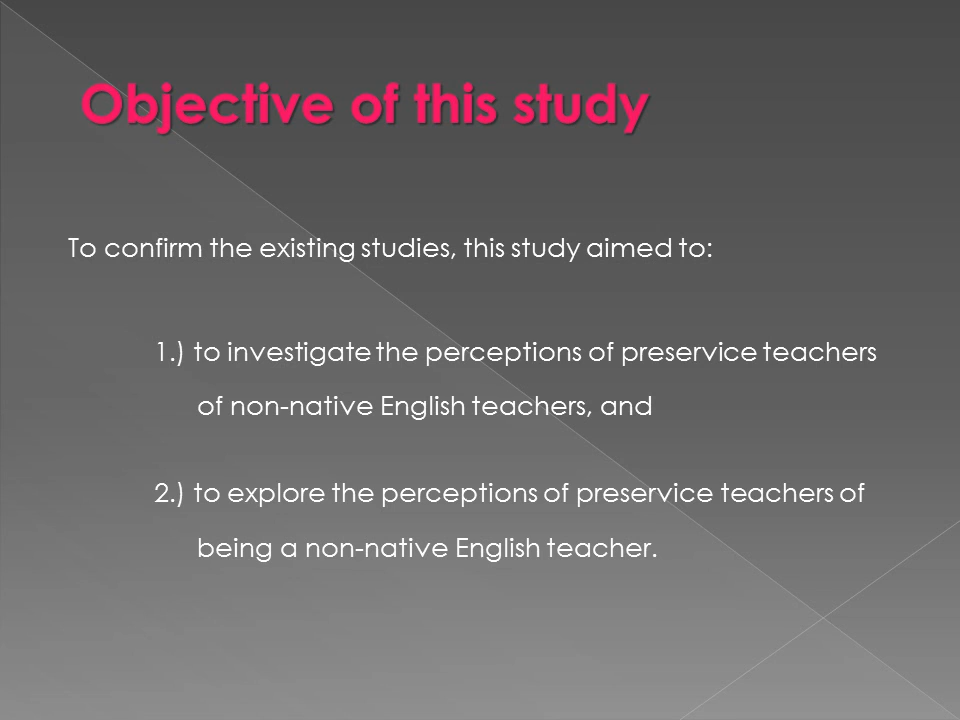 Objective of this study
To confirm the existing studies, this study aimed to:
1.) to investigate the perceptions of preservice teachers
of non-native English teachers, and
2.) to explore the perceptions of preservice teachers of
being a non-native English teacher.